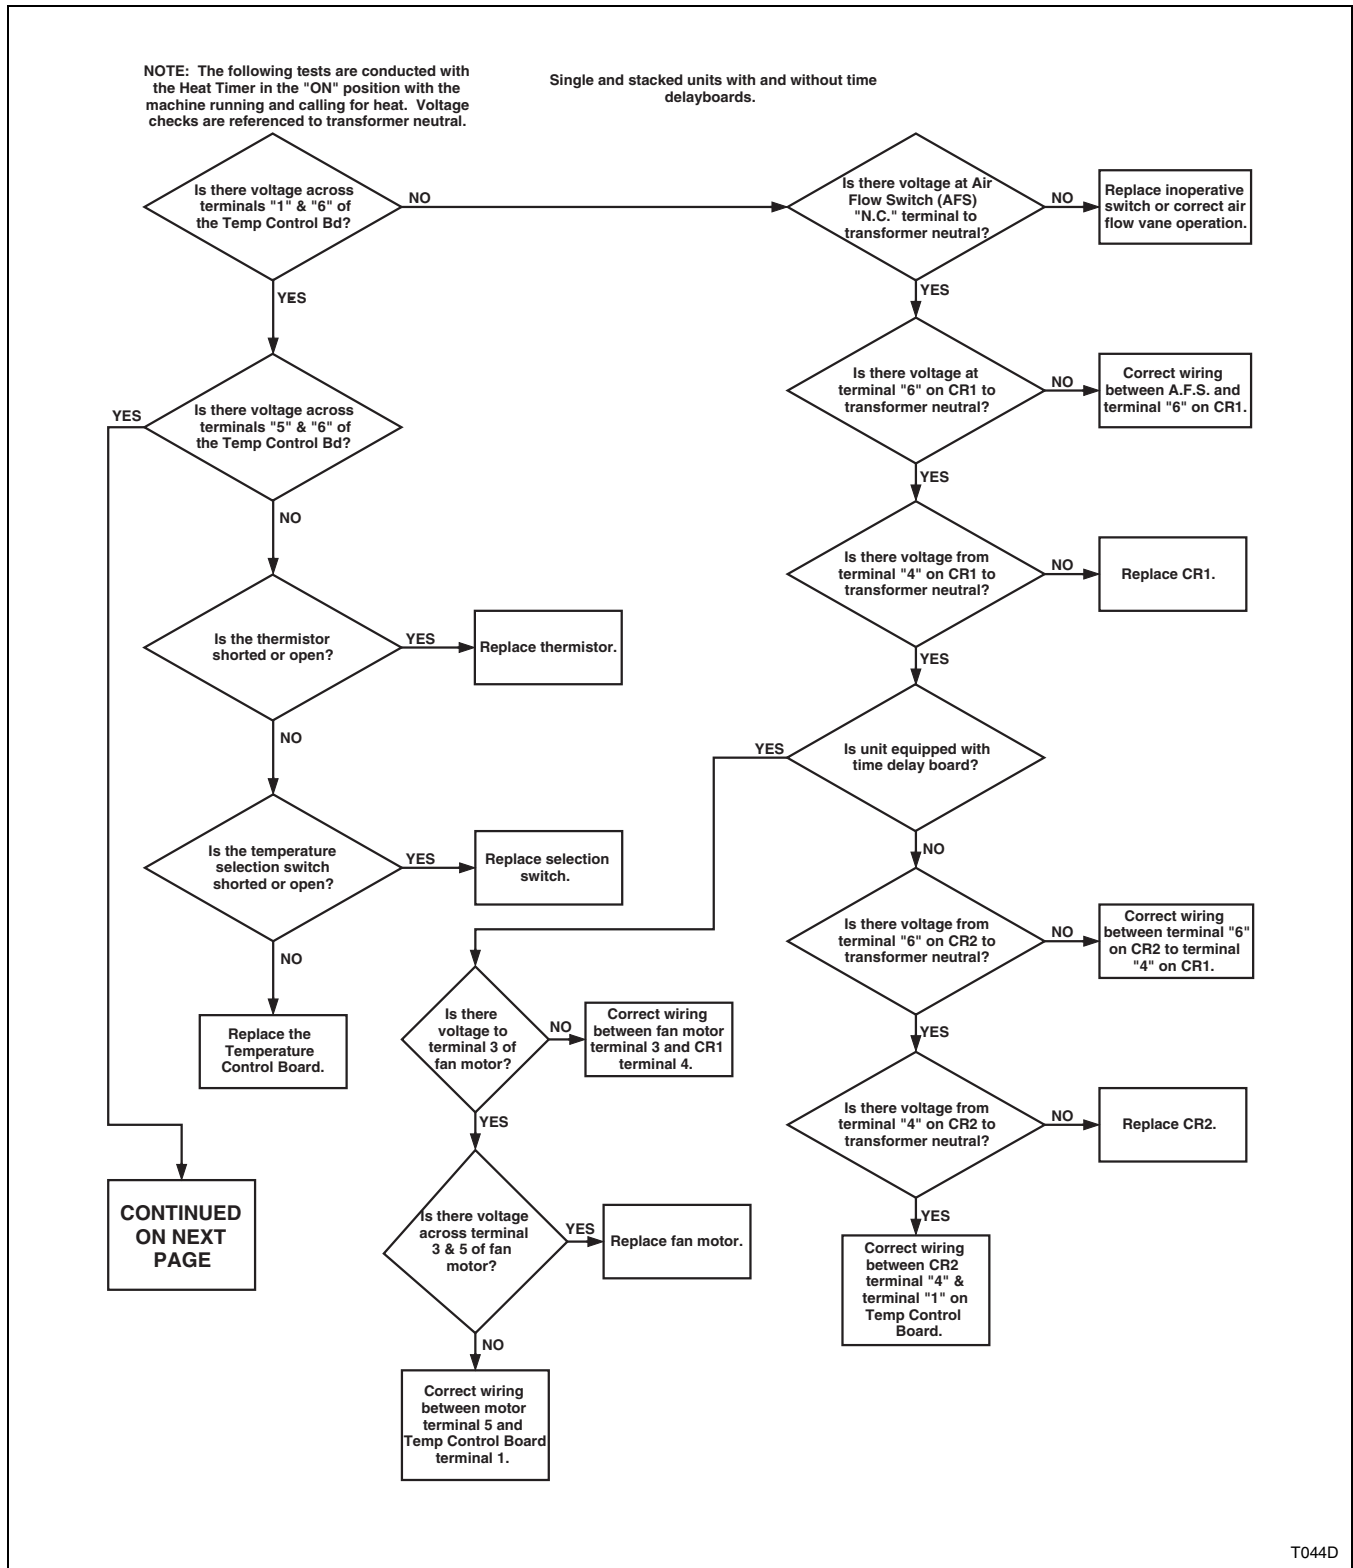 NOTE: The following tests are conducted with
the Heat Timer in the "ON" position with the
machine running and calling for heat. Voltage
checks are referenced to transformer neutral.
Single and stacked units with and without time
delayboards.
Is there voltage across
terminals "1" & "6" of
the Temp Control Bd?
NO
YES
Is there voltage across
terminals "5" & "6" of
the Temp Control Bd?
YES
NO
Is the thermistor
shorted or open?
YES
Replace thermistor.
NO
Is the temperature
selection switch
shorted or open?
YES
Replace selection
switch.
NO
Replace the
Temperature
Control Board.
CONTINUED
ON NEXT
PAGE
Is there voltage at Air
Flow Switch (AFS)
"N.C." terminal to
transformer neutral?
NO
Replace inoperative
switch or correct air
flow vane operation.
YES
Is there voltage at
terminal "6" on CR1 to
transformer neutral?
NO
Correct wiring
between A.F.S. and
terminal "6" on CR1.
YES
Is there voltage from
terminal "4" on CR1 to
transformer neutral?
NO
Replace CR1.
YES
Is unit equipped with
time delay board?
YES
NO
Is there voltage from
terminal "6" on CR2 to
transformer neutral?
NO
Correct wiring
between terminal "6"
on CR2 to terminal
"4" on CR1.
YES
Is there voltage from
terminal "4" on CR2 to
transformer neutral?
NO
Replace CR2.
YES
Correct wiring
between CR2
terminal "4" &
terminal "1" on
Temp Control
Board.
Is there
voltage to
terminal 3 of
fan motor?
NO
Correct wiring
between fan motor
terminal 3 and CR1
terminal 4.
YES
Is there voltage
across terminal
3 & 5 of fan
motor?
YES
Replace fan motor.
NO
Correct wiring
between motor
terminal 5 and
Temp Control Board
terminal 1.
T044D